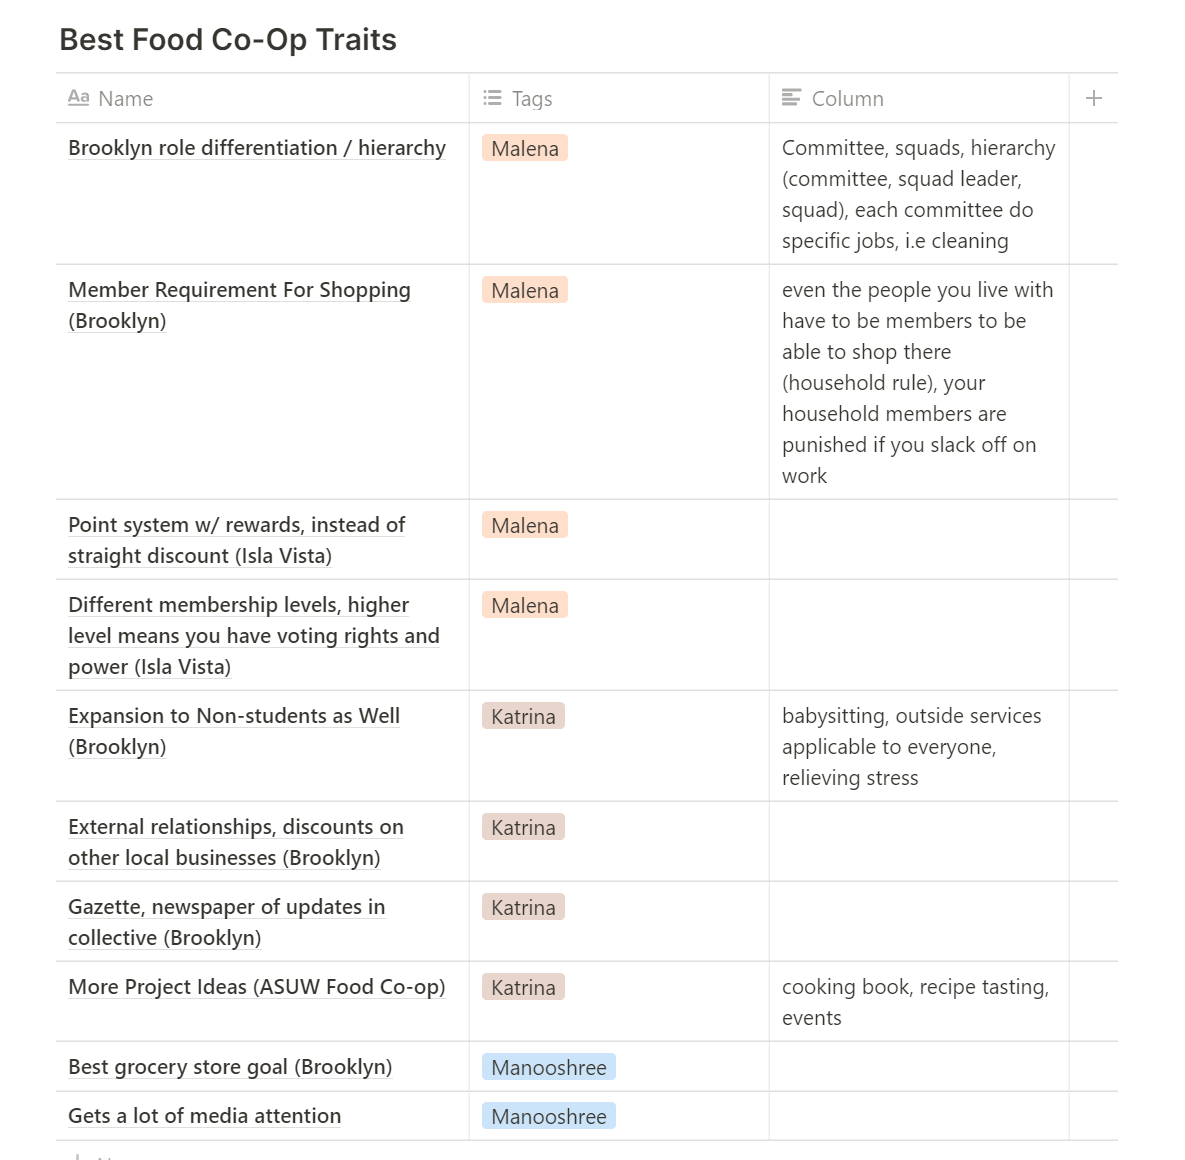 Best Food Co-Op Traits
Aa Name
Tags
Column
Brooklyn role differentiation / hierarchy
Malena
Committee, squads, hierarchy
(committee, squad leader,
squad), each committee do
specific jobs, i.e cleaning
Member Requirement For Shopping
(Brooklyn)
Malena
even the people you live with
have to be members to be
able to shop there
(household rule), your
household members are
punished if you slack off on
work
Point system w/ rewards, instead of
straight discount (Isla Vista)
Malena
Different membership levels, higher
level means you have voting rights and
power (Isla Vista)
Malena
Expansion to Non-students as Well
(Brooklyn)
Katrina
babysitting, outside services
applicable to everyone,
relieving stress
External relationships, discounts on
other local businesses (Brooklyn)
Katrina
Gazette, newspaper of updates in
collective (Brooklyn)
Katrina
More Project Ideas (ASUW Food Co-op)
Katrina
cooking book, recipe tasting,
events
Best grocery store goal (Brooklyn)
Manooshree
Gets a lot of media attention
Manooshree